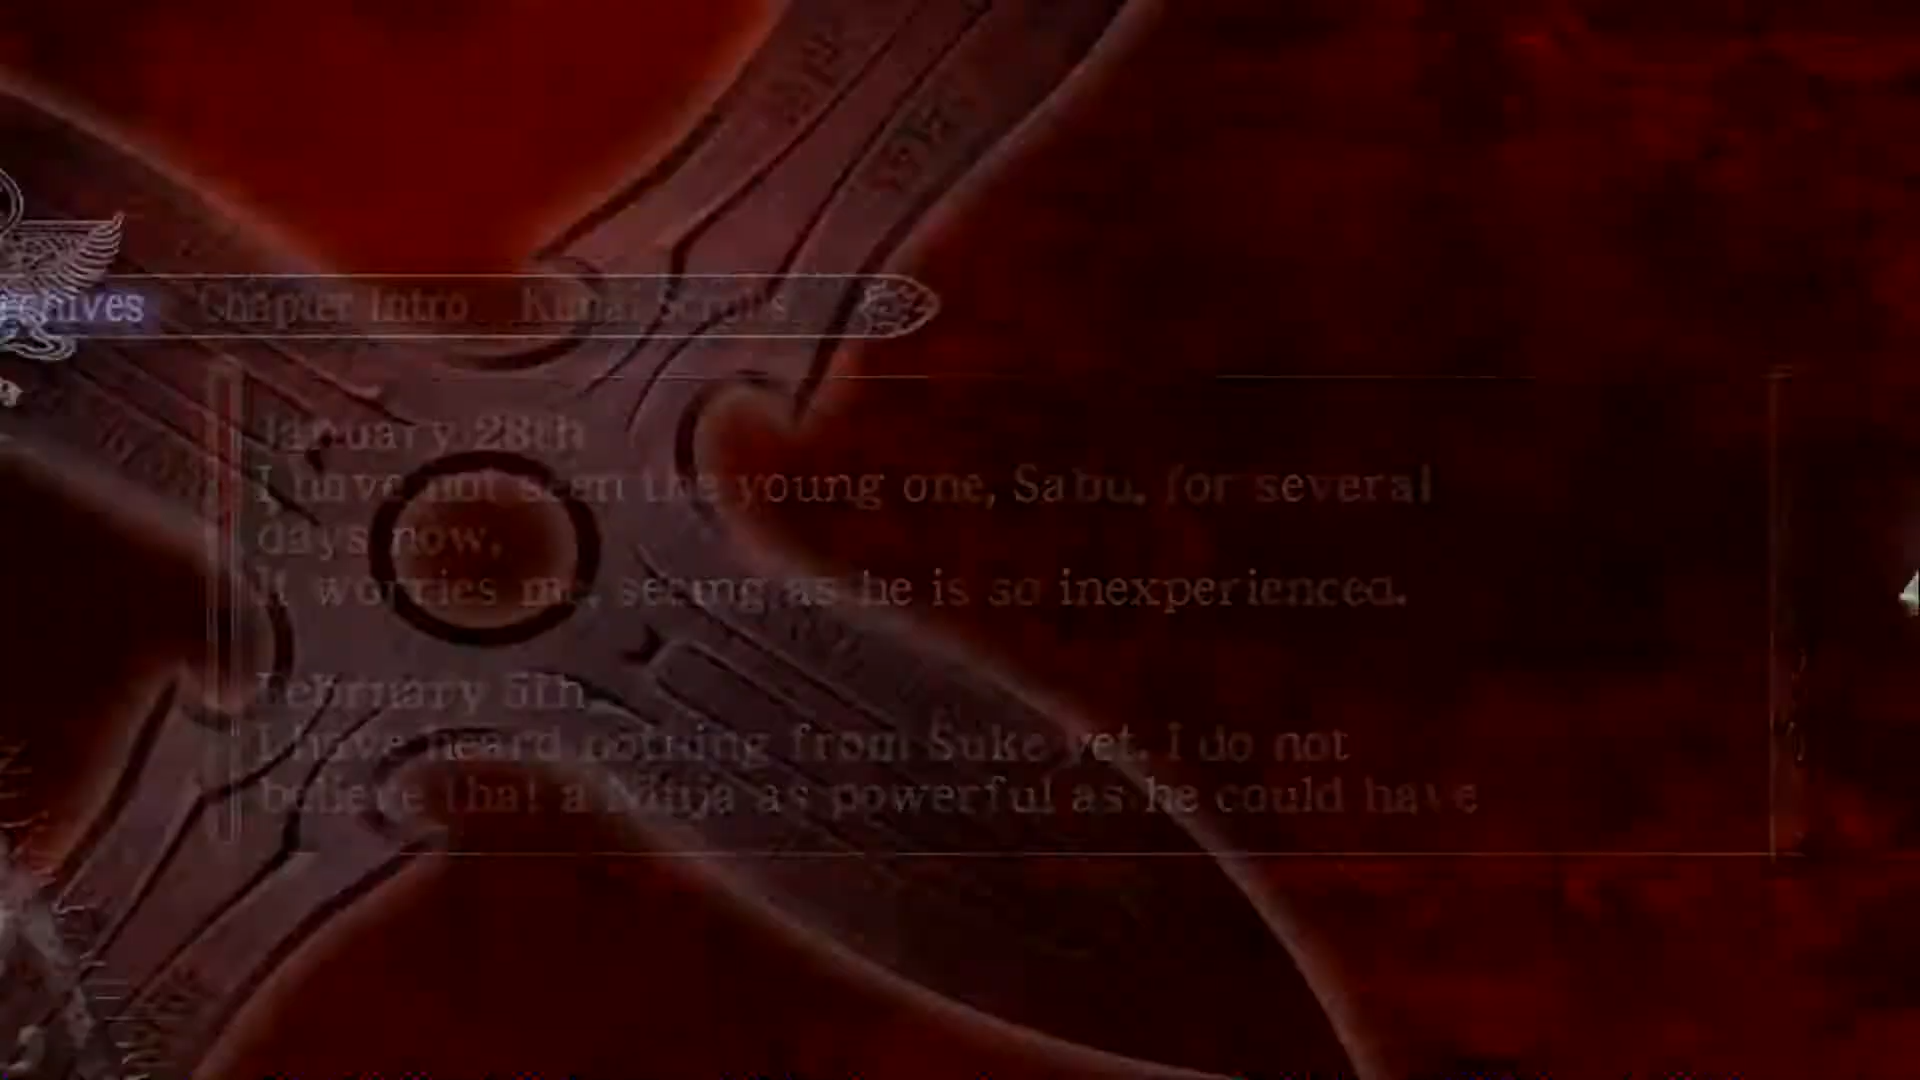 Archives Chapter Intro Kunai Scrolls
January 28th
I have not seen the young one, Sabu, for several
days now.
It worries me, seeing as he is so inexperienced.
February 5th
I have heard nothing from Suke yet. I do not
believe that a Ninja as powerful as he could have